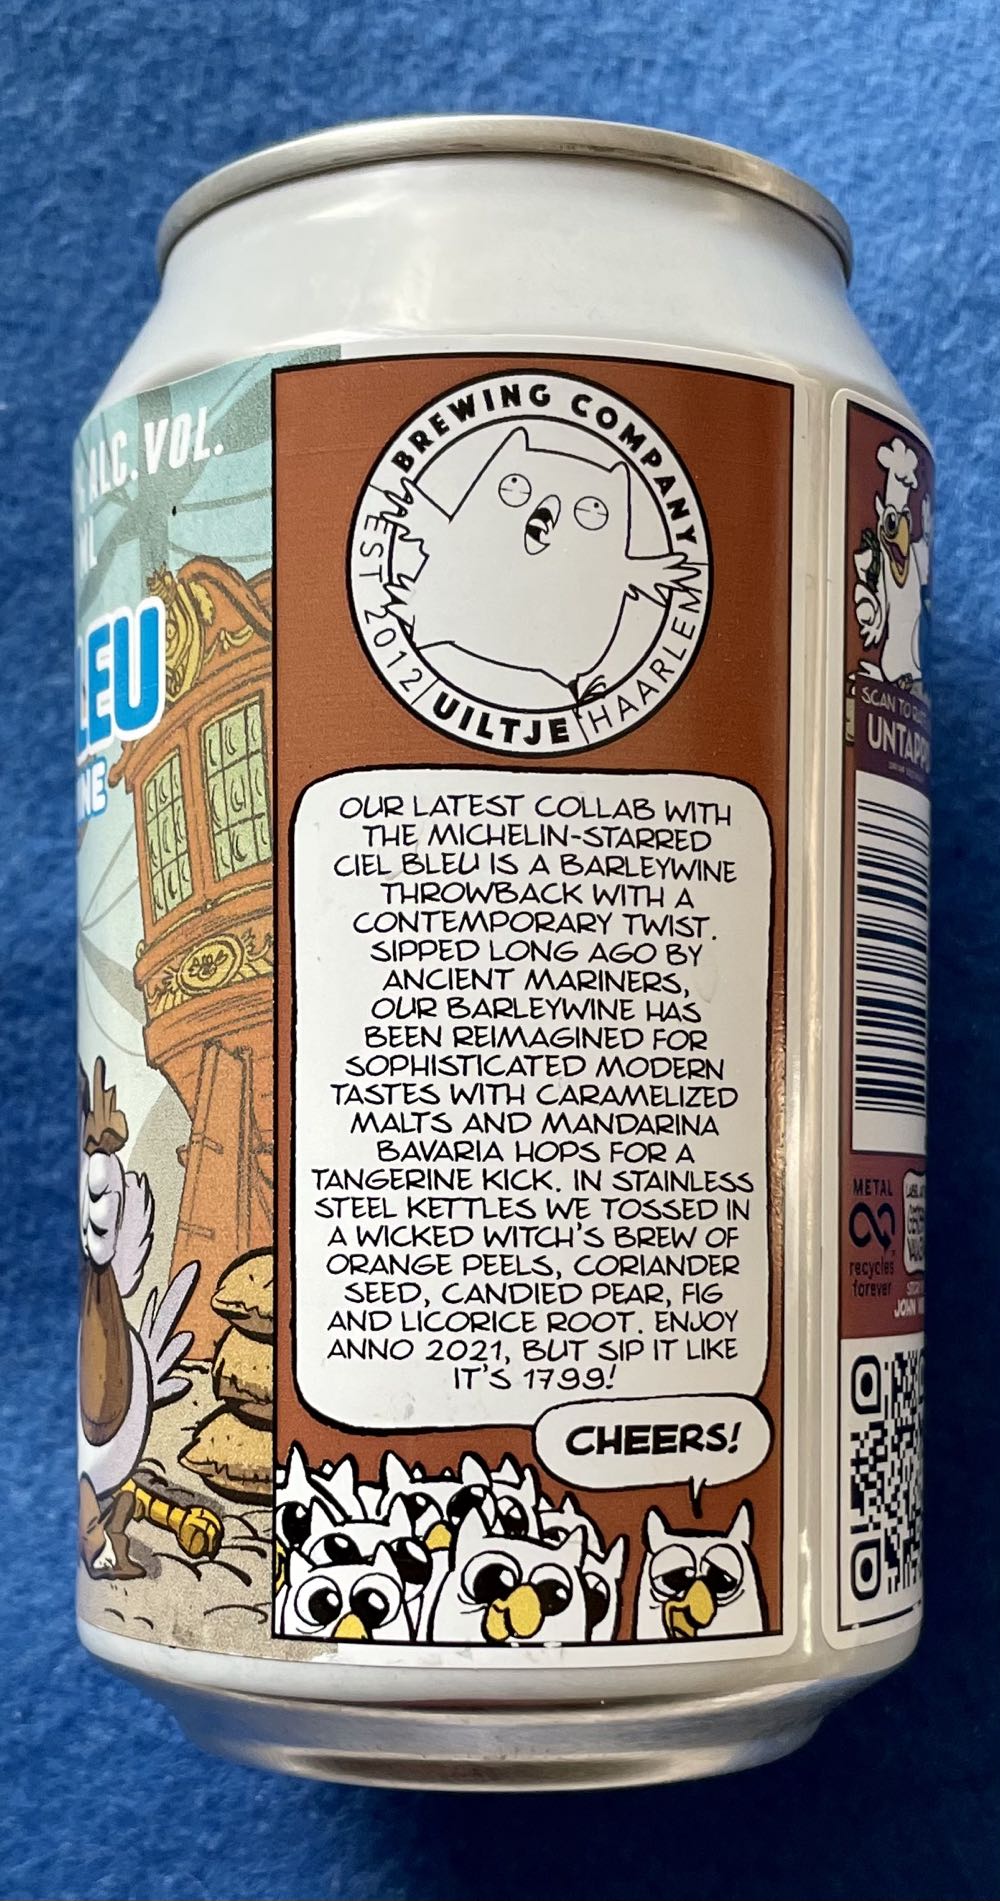 ALC. VOL.
BREWING COMPANY
EST 2012
UILTJE
HAARLEM
OUR LATEST COLLAB WITH
THE MICHELIN-STARRED
CIEL BLEU IS A BARLEYWINE
THROWBACK WITH A
CONTEMPORARY TWIST.
SIPPED LONG AGO BY
ANCIENT MARINERS,
OUR BARLEYWINE HAS
BEEN REIMAGINED FOR
SOPHISTICATED MODERN
TASTES WITH CARAMELIZED
MALTS AND MANDARINA
BAVARIA HOPS FOR A
TANGERINE KICK. IN STAINLESS
STEEL KETTLES WE TOSSED IN
A WICKED WITCH'S BREW OF
ORANGE PEELS, CORIANDER
SEED, CANDIED PEAR, FIG
AND LICORICE ROOT. ENJOY
ANNO 2021, BUT SIP IT LIKE
IT'S 1799!
CHEERS!
SCAN TO
METAL
recycles
forever
JOHN